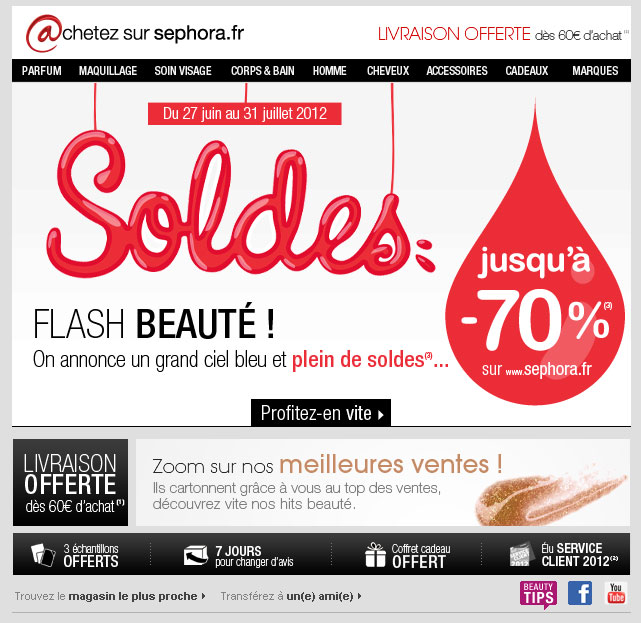 @chetez sur sephora.fr
LIVRAISON OFFERTE dès 60€ d'achat (1)
PARFUM MAQUILLAGE SOIN VISAGE CORPS & BAIN HOMME CHEVEUX ACCESSOIRES CADEAUX MARQUES
Du 27 juin au 31 juillet 2012
Soldes
jusqu'à
-70% (3)
sur www.sephora.fr
FLASH BEAUTÉ !
On annonce un grand ciel bleu et plein de soldes(3)...
Profitez-en vite
LIVRAISON
OFFERTE
dès 60€ d'achat (1)
Zoom sur nos meilleures ventes !
Ils cartonnent grâce à vous au top des ventes,
découvrez vite nos hits beauté.
3 échantillons
OFFERTS
7 JOURS
pour changer d'avis
Coffret cadeau
OFFERT
2012
Élu SERVICE
CLIENT 2012(2)
Trouvez le magasin le plus proche
Transférez à un(e) ami(e)
BEAUTY
TIPS
f
You
Tube